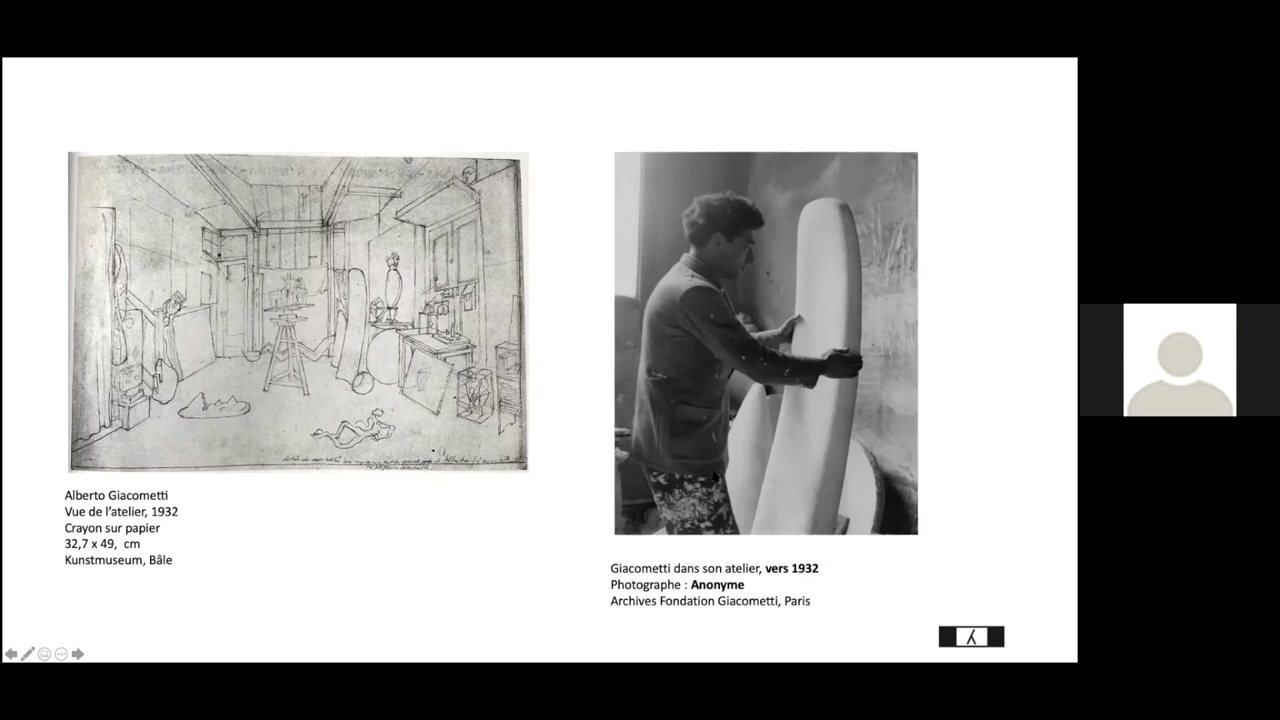 Alberto Giacometti
Vue de l’atelier, 1932
Crayon sur papier
32,7 x 49,  cm
Kunstmuseum, Bâle
Giacometti dans son atelier, vers 1932
Photographe : Anonyme
Archives Fondation Giacometti, Paris